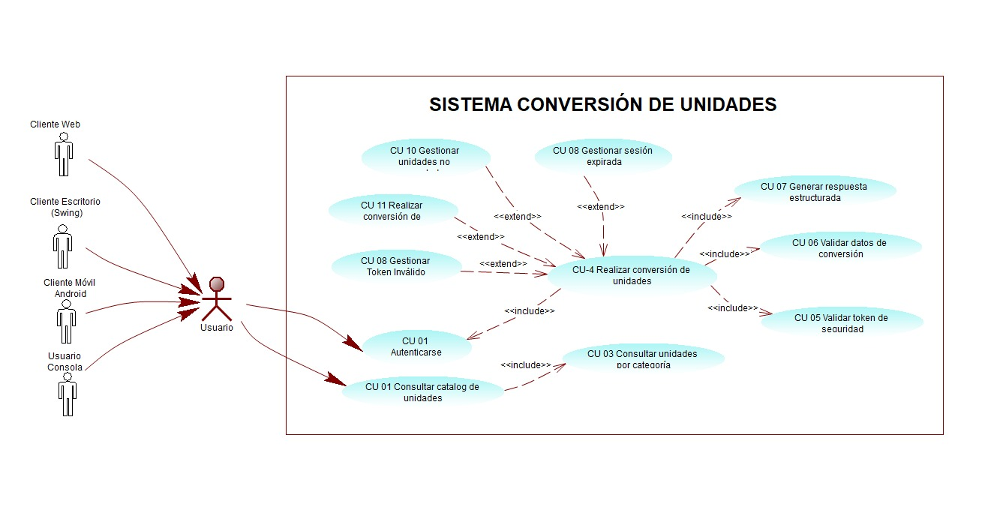 SISTEMA CONVERSIÓN DE UNIDADES
Cliente Web
Cliente Escritorio
(Swing)
Cliente Móvil
Android
Usuario
Consola
Usuario
CU 10 Gestionar
unidades no
CU 08 Gestionar sesión
expirada
CU 11 Realizar
conversión de
CU 08 Gestionar
Token Inválido
CU 07 Generar respuesta
estructurada
CU 06 Validar datos de
conversión
CU-4 Realizar conversión de
unidades
CU 05 Validar token de
seguridad
CU 01
Autenticarse
CU 03 Consultar unidades
por categoría
CU 01 Consultar catalog de
unidades
<<extend>>
<<extend>>
<<extend>>
<<extend>>
<<include>>
<<include>>
<<include>>
<<include>>
<<include>>